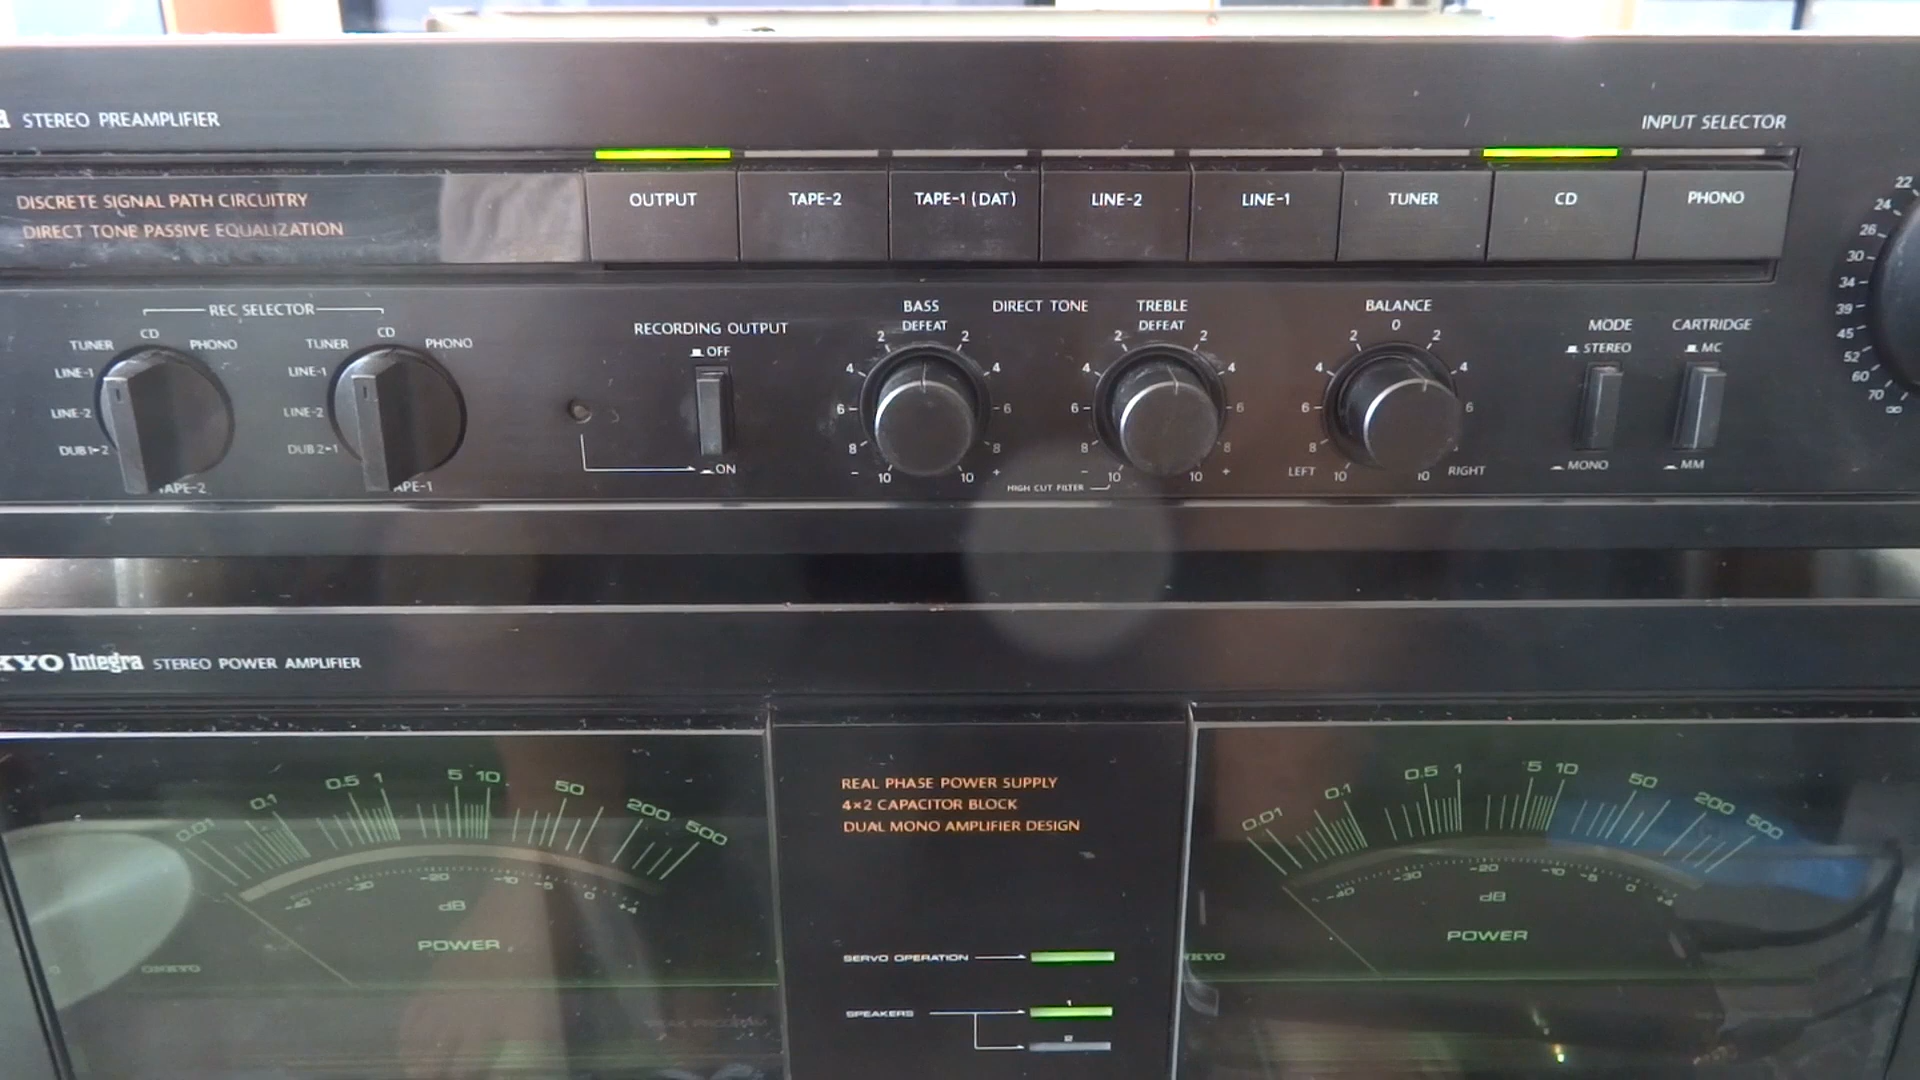 STEREO PREAMPLIFIER
INPUT SELECTOR
DISCRETE SIGNAL PATH CIRCUITRY
DIRECT TONE PASSIVE EQUALIZATION
OUTPUT
TAPE-2
TAPE-1 (DAT)
LINE-2
LINE-1
TUNER
CD
PHONO
22
24
26
30
34
39
45
52
60
70
∞
REC SELECTOR
CD
TUNER
PHONO
LINE-1
LINE-2
DUB 1-2
TAPE-2
CD
TUNER
PHONO
LINE-1
LINE-2
DUB 2-1
APE-1
RECORDING OUTPUT
OFF
ON
BASS
DEFEAT
2 2
4 4
6 6
8 8
- +
10 10
DIRECT TONE
TREBLE
DEFEAT
2 2
4 4
6 6
8 8
- +
10 10
HIGH CUT FILTER
BALANCE
0
2 2
4 4
6 6
8
LEFT RIGHT
10 10
MODE
STEREO
MONO
CARTRIDGE
MC
MM
KYO Integra STEREO POWER AMPLIFIER
0.01 0.1 0.5 1 5 10 50 200 500
-40 -30 -20 -10 -5 0 +4
dB
POWER
ONKYO
REAL PHASE POWER SUPPLY
4×2 CAPACITOR BLOCK
DUAL MONO AMPLIFIER DESIGN
SERVO OPERATION
SPEAKERS
1
2
0.01 0.1 0.5 1 5 10 50 200 500
-40 -30 -20 -10 -5 0 +4
dB
POWER
NKYO